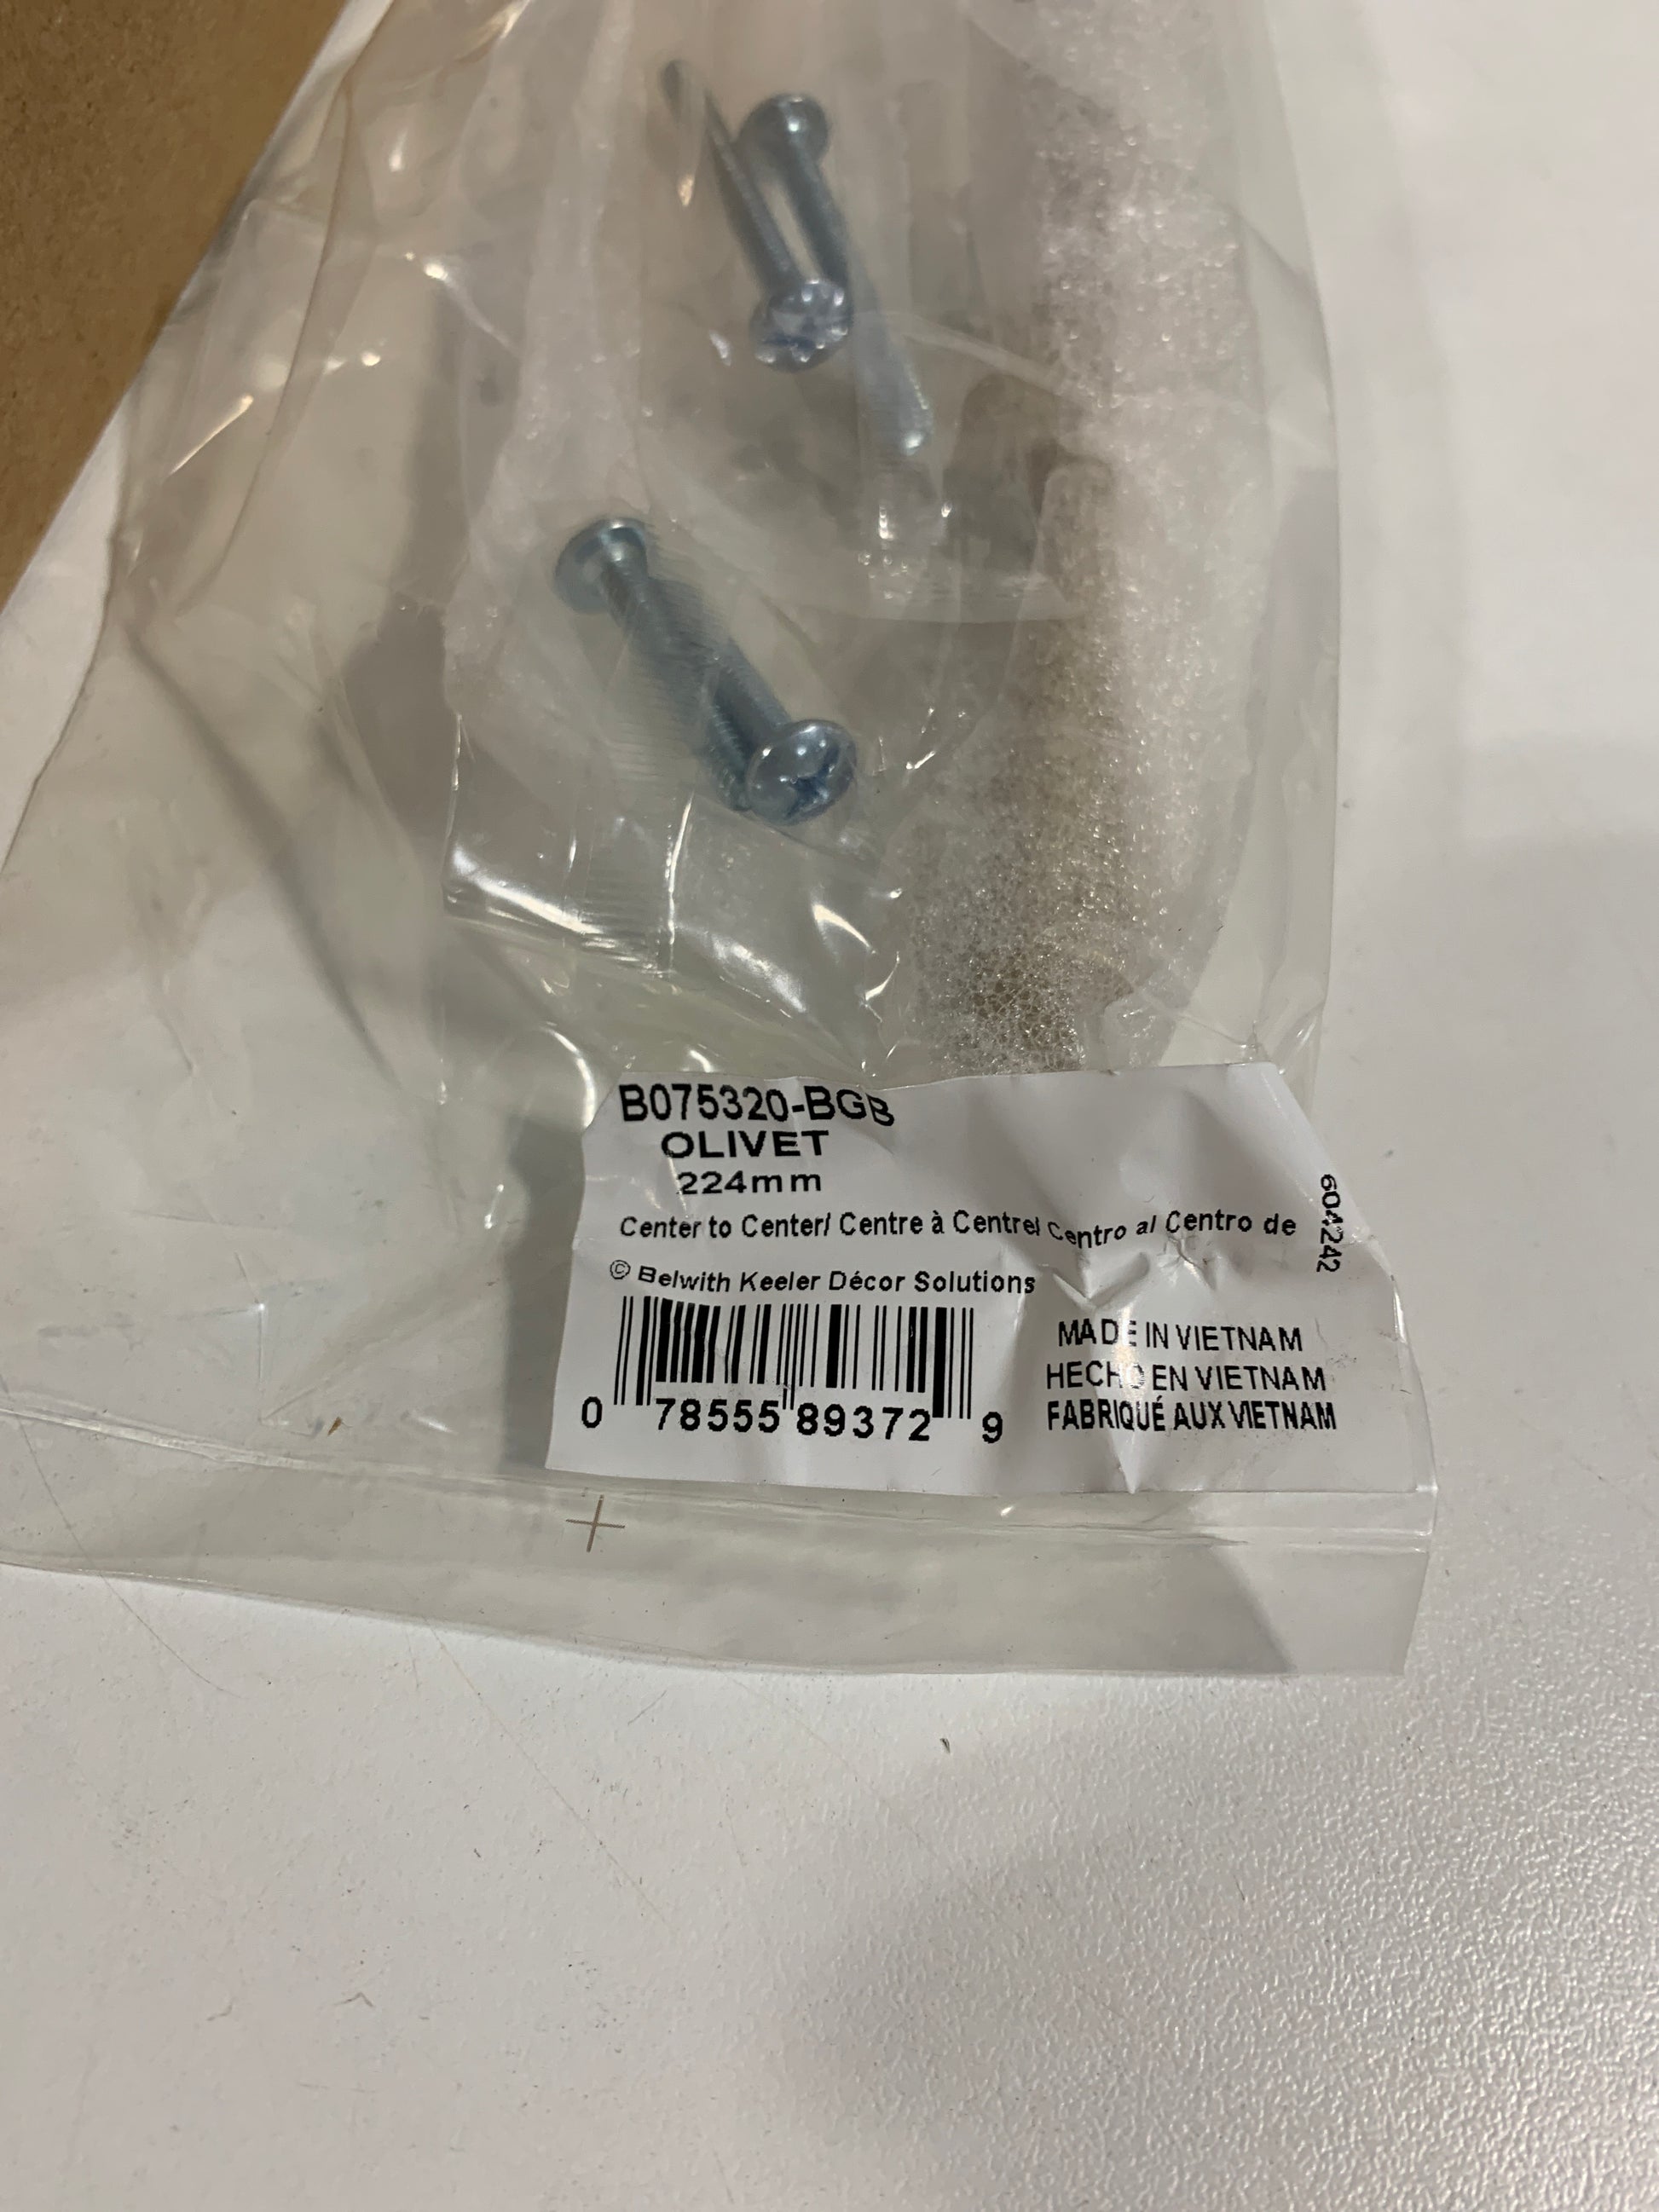 B075320-BGB
OLIVET
224mm
Center to Center/ Centre à Centre/ Centro al Centro de
604242
© Belwith Keeler Décor Solutions
MADE IN VIETNAM
HECHO EN VIETNAM
FABRIQUÉ AUX VIETNAM
0 78555 89372 9